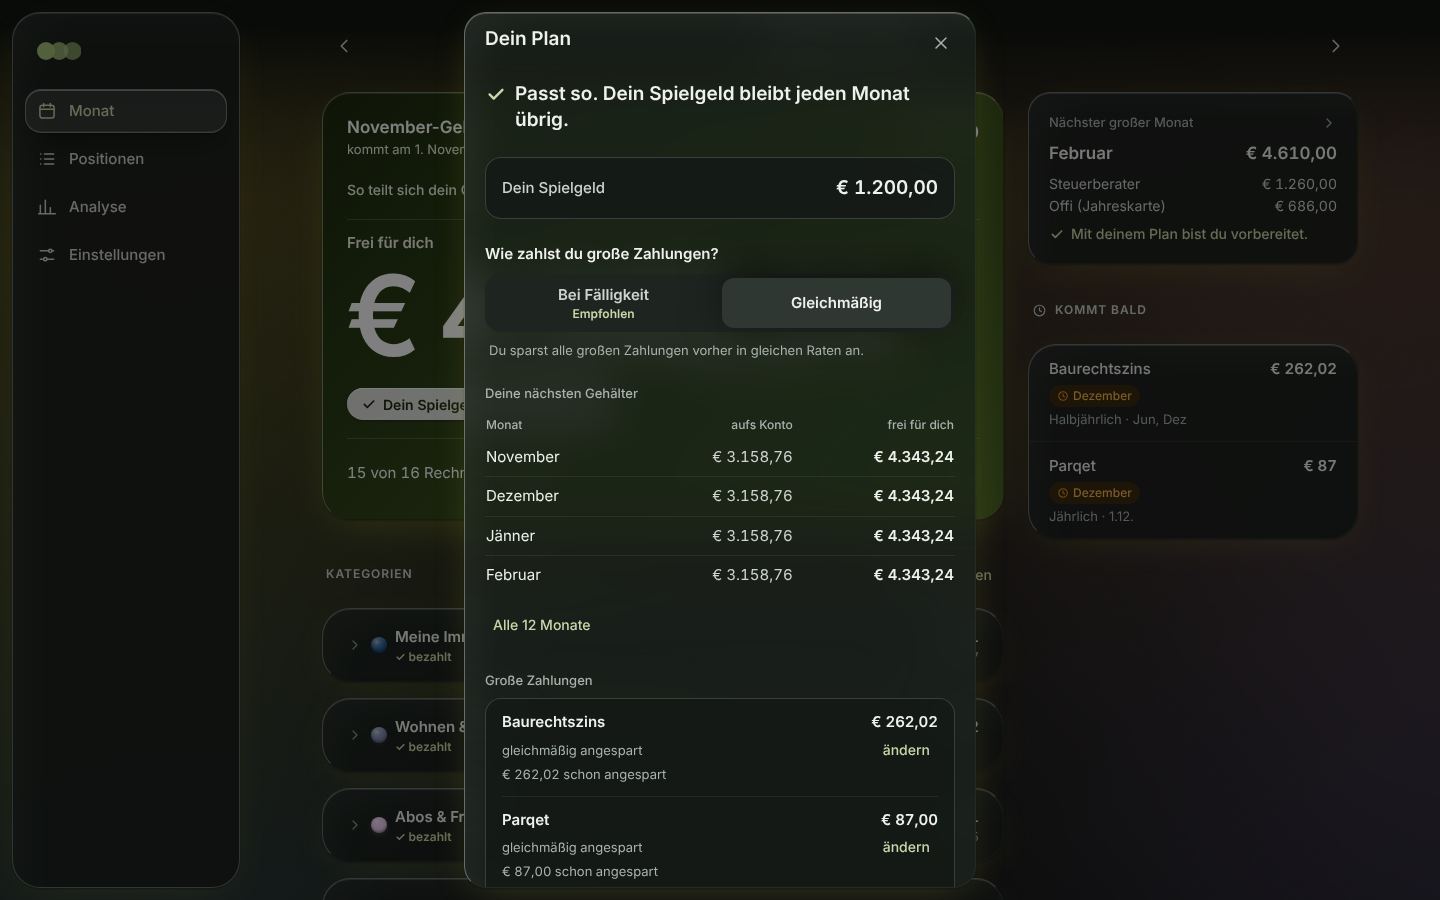 Monat
Positionen
Analyse
Einstellungen
kommt am 1.
So teilt sich dein
Frei für dich
€
Dein
15 von 16
KATEGORIEN
Meine
✓ bezahlt
Wohnen &
✓ bezahlt
Abos &
✓ bezahlt
Dein Plan
Passt so. Dein Spielgeld bleibt jeden Monat
übrig.
Dein Spielgeld € 1.200,00
Wie zahlst du große Zahlungen?
Bei Fälligkeit
Empfohlen
Gleichmäßig
Du sparst alle großen Zahlungen vorher in gleichen Raten an.
Deine nächsten Gehälter
Monat aufs Konto frei für dich
November € 3.158,76 € 4.343,24
Dezember € 3.158,76 € 4.343,24
Jänner € 3.158,76 € 4.343,24
Februar € 3.158,76 € 4.343,24
Alle 12 Monate
Große Zahlungen
Baurechtszins € 262,02
gleichmäßig angespart ändern
€ 262,02 schon angespart
Parqet € 87,00
gleichmäßig angespart ändern
€ 87,00 schon angespart
Nächster großer Monat
Februar € 4.610,00
Steuerberater € 1.260,00
Offi (Jahreskarte) € 686,00
Mit deinem Plan bist du vorbereitet.
KOMMT BALD
Baurechtszins € 262,02
Dezember
Halbjährlich · Jun, Dez
Parqet € 87
Dezember
Jährlich · 1.12.